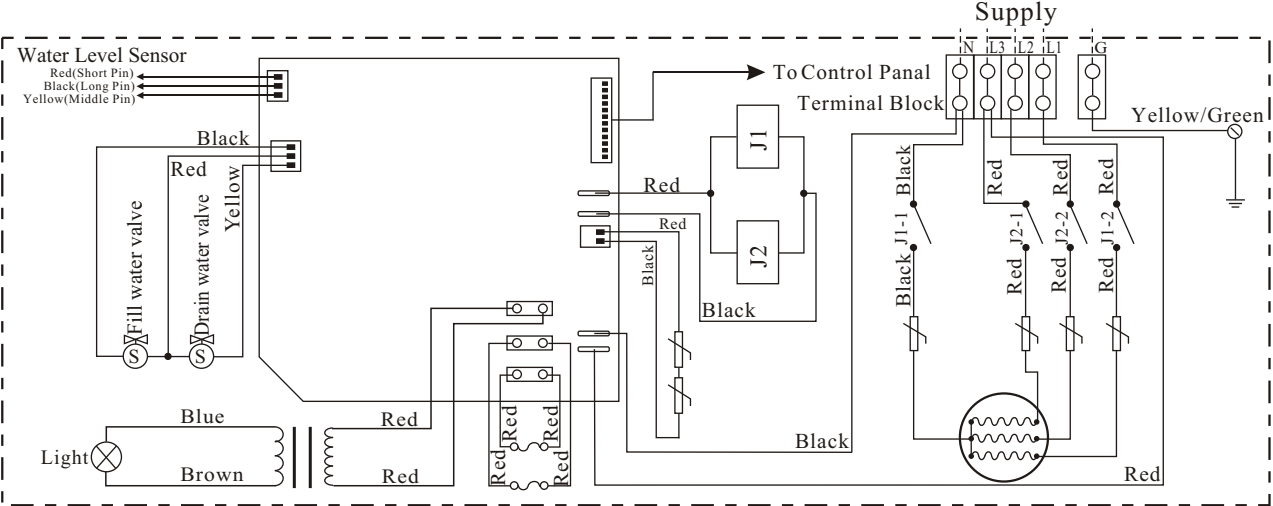 Supply
Water Level Sensor
Red(Short Pin)
Black(Long Pin)
Yellow(Middle Pin)
To Control Panal
N L3 L2 L1 G
Terminal Block
Yellow/Green
Black
Red
Yellow
Fill water valve
Drain water valve
S
S
Red
J1
J2
Red
Black
Black
Black
Red
Red
Red
J1-1
J2-1
J2-2
J1-2
Black
Red
Red
Red
Blue
Brown
Light
Red
Red
Red
Red
Red
Red
Black
Red